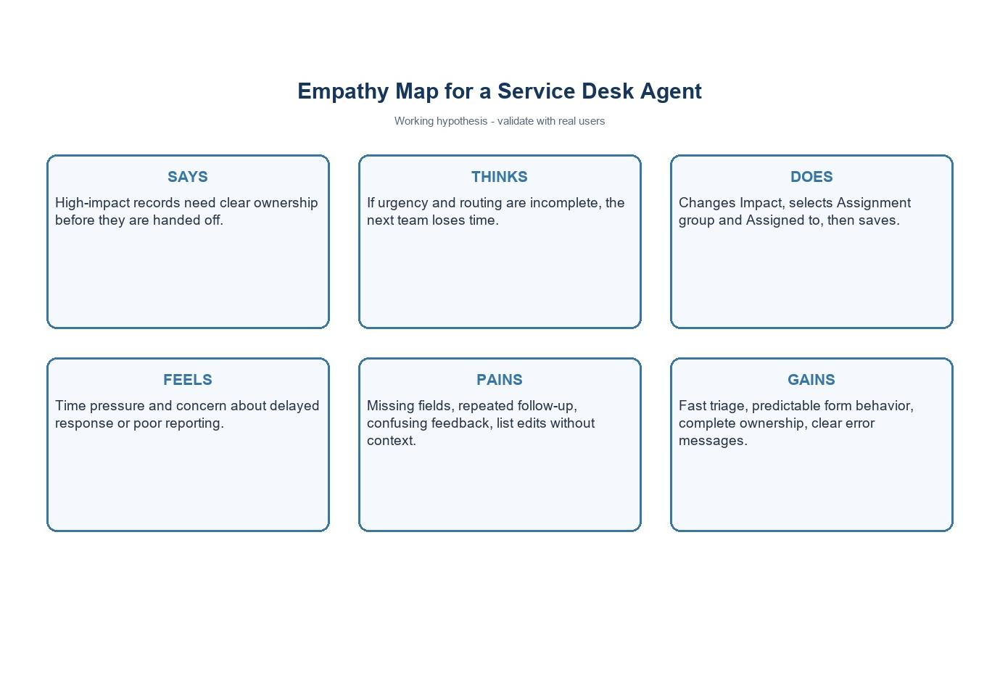 Empathy Map for a Service Desk Agent
Working hypothesis - validate with real users
SAYS
High-impact records need clear ownership
before they are handed off.
THINKS
If urgency and routing are incomplete, the
next team loses time.
DOES
Changes Impact, selects Assignment
group and Assigned to, then saves.
FEELS
Time pressure and concern about delayed
response or poor reporting.
PAINS
Missing fields, repeated follow-up,
confusing feedback, list edits without
context.
GAINS
Fast triage, predictable form behavior,
complete ownership, clear error
messages.